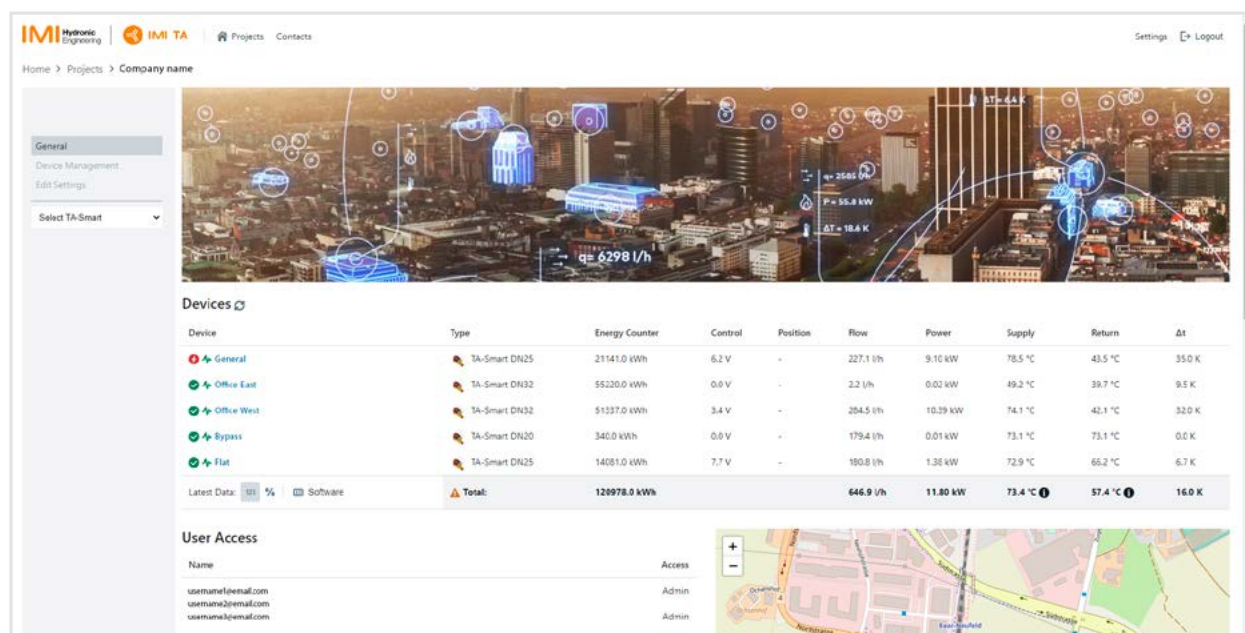 IMI Hydronic Engineering IMI TA Projects Contacts Settings Logout
Home > Projects > Company name
General
Device Management
Edit Settings
Select TA-Smart
ΔT= 6.4 K
q= 2585 l/h
P= 55.8 kW
ΔT = 18.6 K
q= 6298 l/h
Devices
Device Type Energy Counter Control Position Flow Power Supply Return Δt
General TA-Smart DN25 21141.0 kWh 6.2 V - 227.1 l/h 9.10 kW 78.5 °C 43.5 °C 35.0 K
Office East TA-Smart DN32 55220.0 kWh 0.0 V - 2.2 l/h 0.02 kW 49.2 °C 39.7 °C 9.5 K
Office West TA-Smart DN32 51337.0 kWh 3.4 V - 284.5 l/h 10.39 kW 74.1 °C 42.1 °C 32.0 K
Bypass TA-Smart DN20 340.0 kWh 0.0 V - 179.4 l/h 0.01 kW 73.1 °C 73.1 °C 0.0 K
Flat TA-Smart DN25 14081.0 kWh 7.7 V - 180.8 l/h 1.38 kW 72.9 °C 66.2 °C 6.7 K
Latest Data: 123 % Software Total: 120978.0 kWh 646.9 l/h 11.80 kW 73.4 °C 57.4 °C 16.0 K
User Access
Name Access
username1@email.com Admin
username2@email.com
username3@email.com Admin
+
−
Nordstrasse
Ochsenhof
4
Südstrasse
Baar-Neufeld